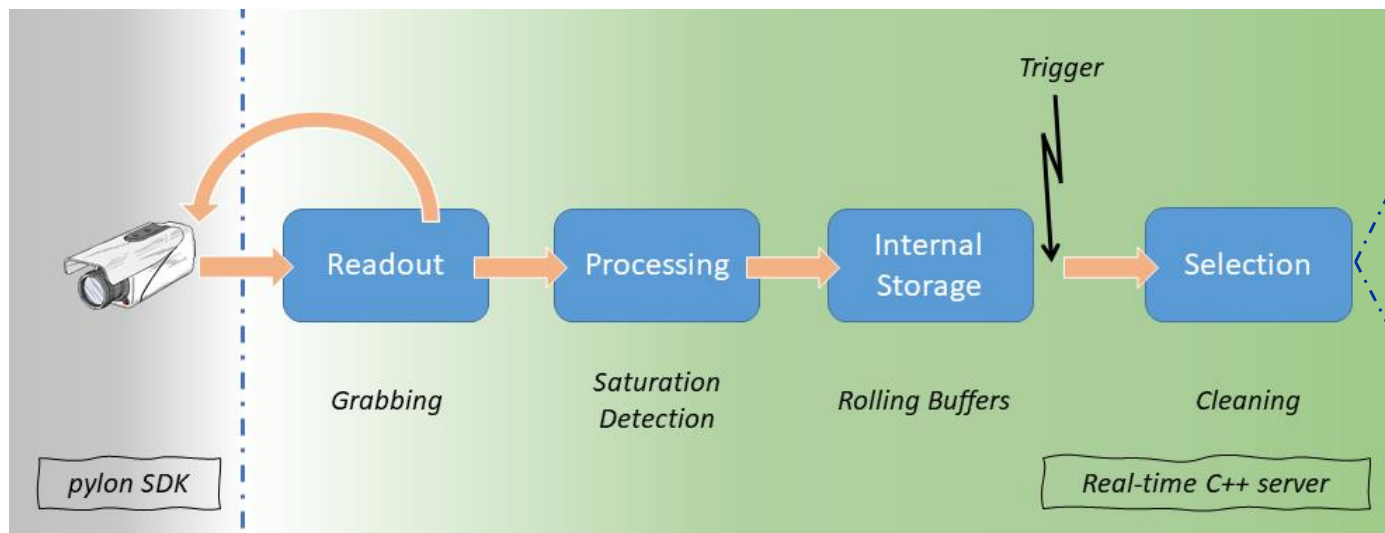 Trigger
Readout
Processing
Internal
Storage
Selection
Grabbing
Saturation
Detection
Rolling Buffers
Cleaning
pylon SDK
Real-time C++ server